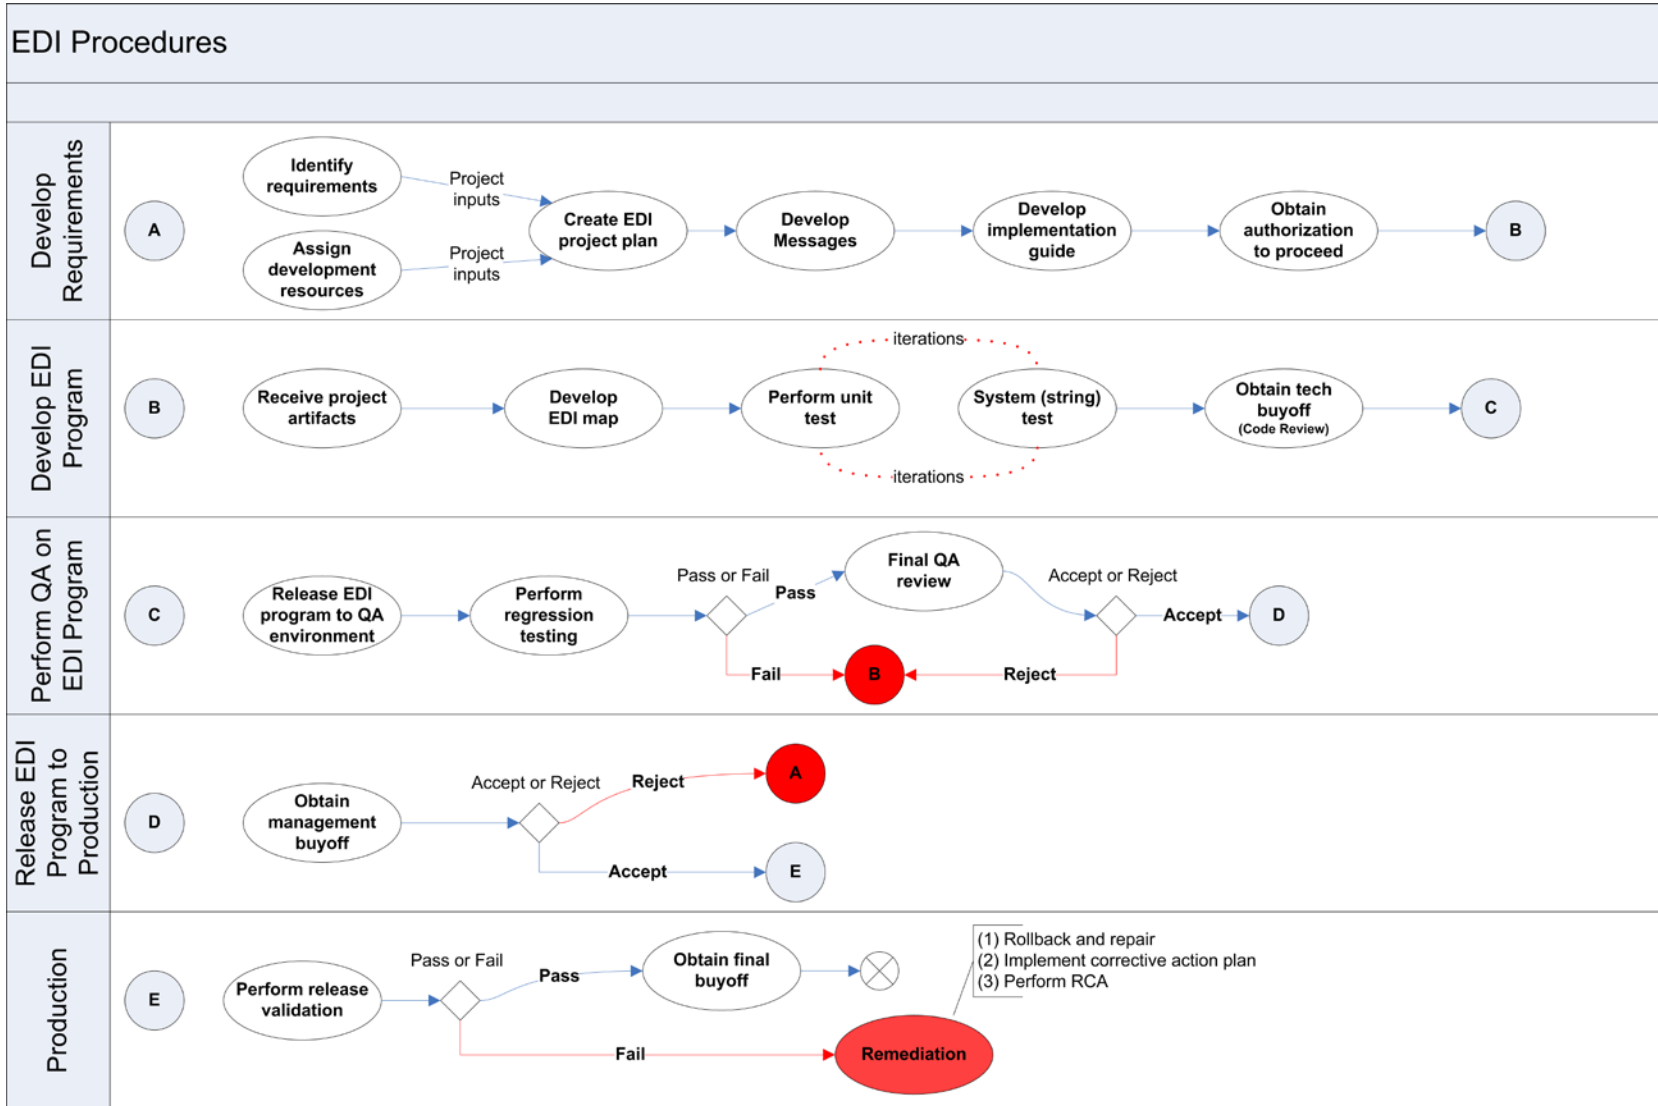 EDI Procedures
Develop
Requirements
A
Identify
requirements
Project
inputs
Assign
development
resources
Project
inputs
Create EDI
project plan
Develop
Messages
Develop
implementation
guide
Obtain
authorization
to proceed
B
Develop EDI
Program
B
Receive project
artifacts
Develop
EDI map
Perform unit
test
iterations
iterations
System (string)
test
Obtain tech
buyoff
(Code Review)
C
Perform QA on
EDI Program
C
Release EDI
program to QA
environment
Perform
regression
testing
Pass or Fail
Pass
Fail
Final QA
review
B
Accept or Reject
Accept
Reject
D
Release EDI
Program to
Production
D
Obtain
management
buyoff
Accept or Reject
Reject
A
Accept
E
Production
E
Perform release
validation
Pass or Fail
Pass
Obtain final
buyoff
Fail
Remediation
(1) Rollback and repair
(2) Implement corrective action plan
(3) Perform RCA